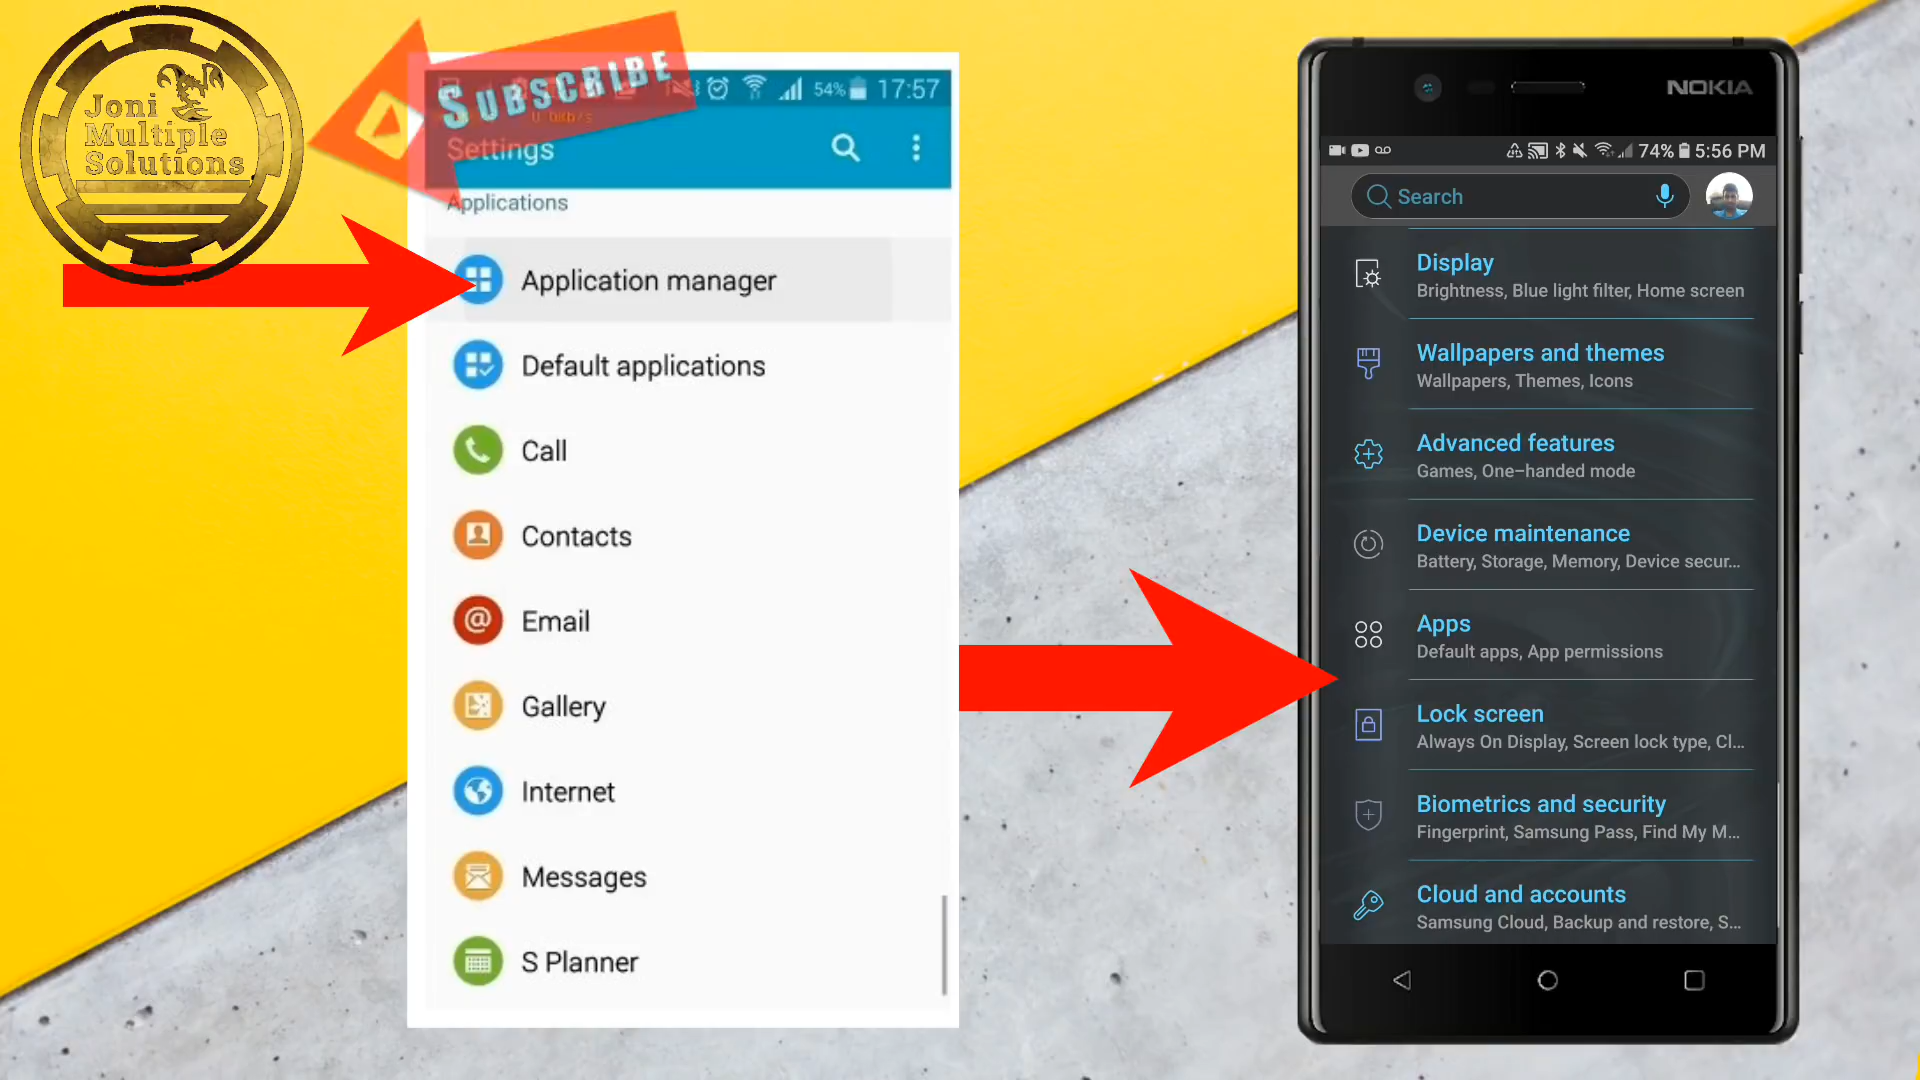 Joni
Multiple
Solutions
SUBSCRIBE
54%
17:57
Settings
Applications
Application manager
Default applications
Call
Contacts
Email
Gallery
Internet
Messages
S Planner
NOKIA
74%
5:56 PM
Search
Display
Brightness, Blue light filter, Home screen
Wallpapers and themes
Wallpapers, Themes, Icons
Advanced features
Games, One-handed mode
Device maintenance
Battery, Storage, Memory, Device secur...
Apps
Default apps, App permissions
Lock screen
Always On Display, Screen lock type, Cl...
Biometrics and security
Fingerprint, Samsung Pass, Find My M...
Cloud and accounts
Samsung Cloud, Backup and restore, S...